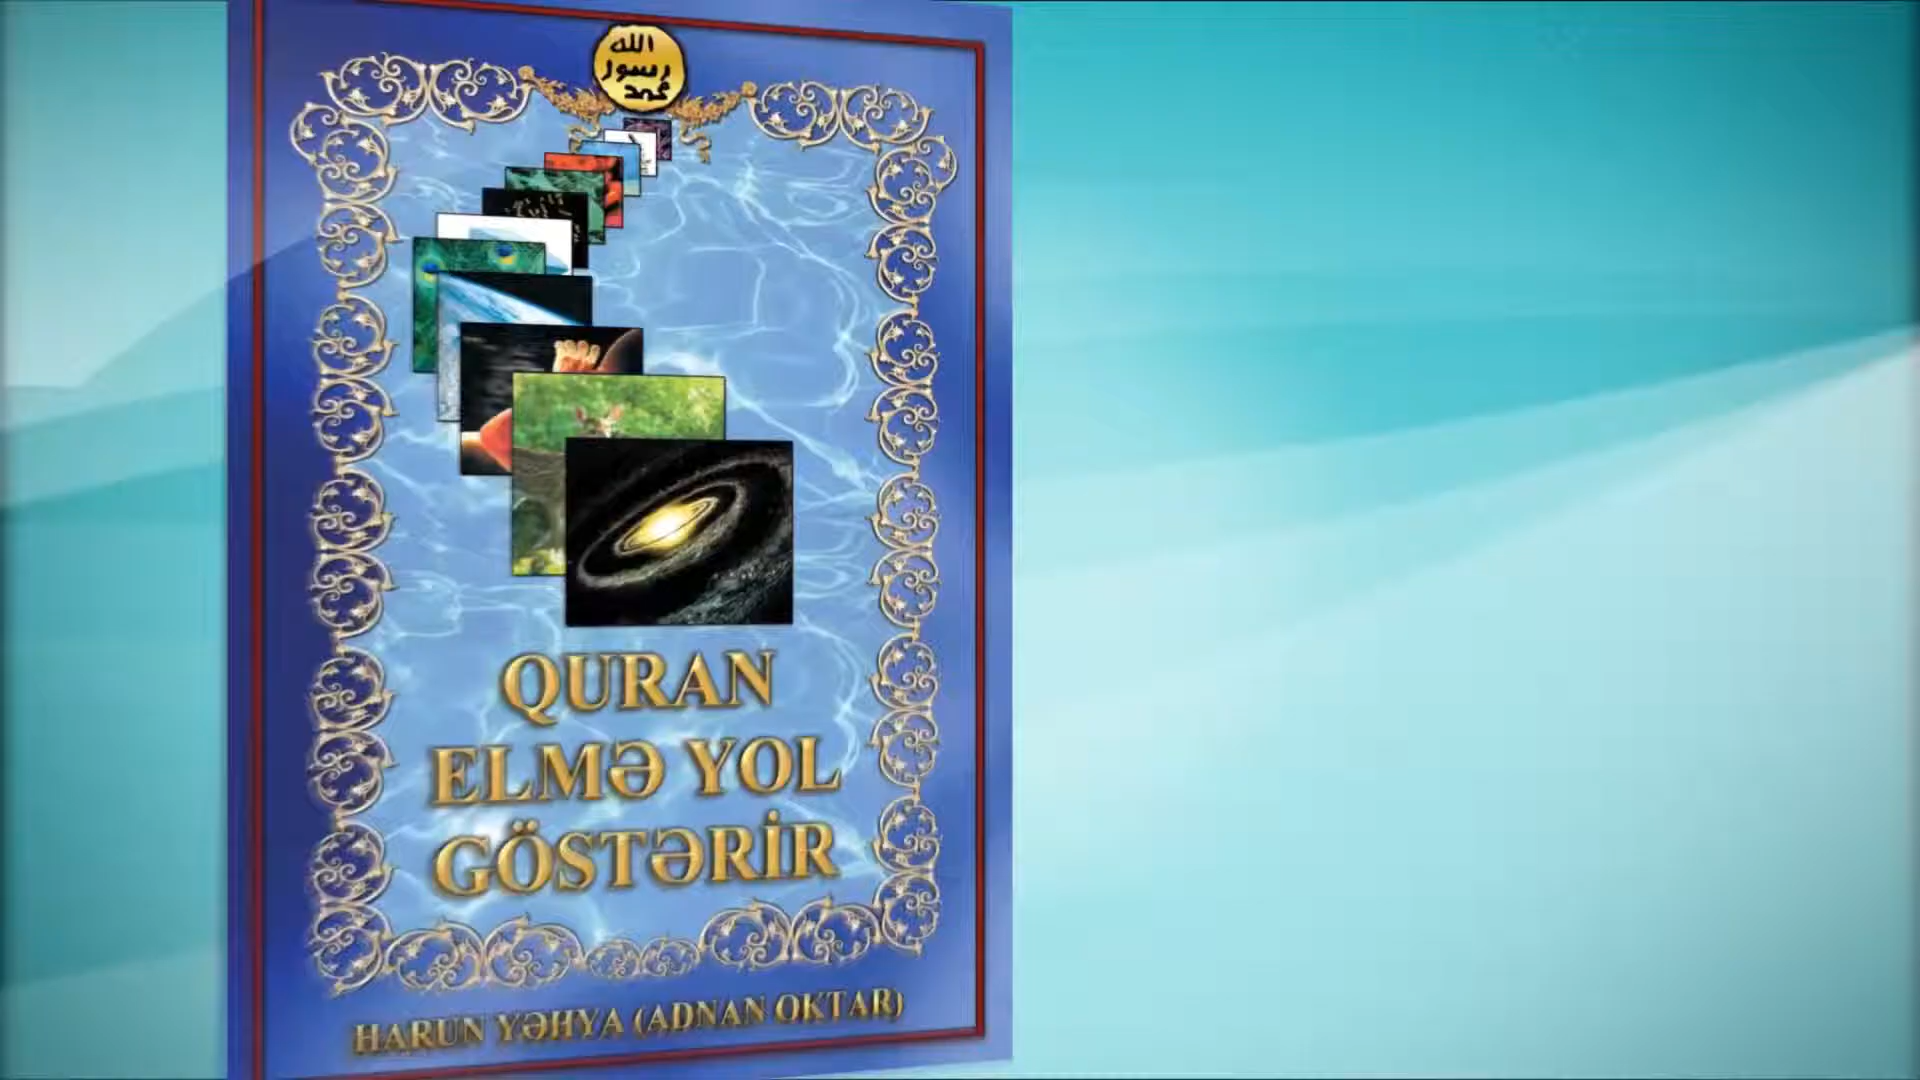 الله
رسول
محمد
QURAN
ELMƏ YOL
GÖSTƏRİR
HARUN YƏHYA (ADNAN OKTAR)